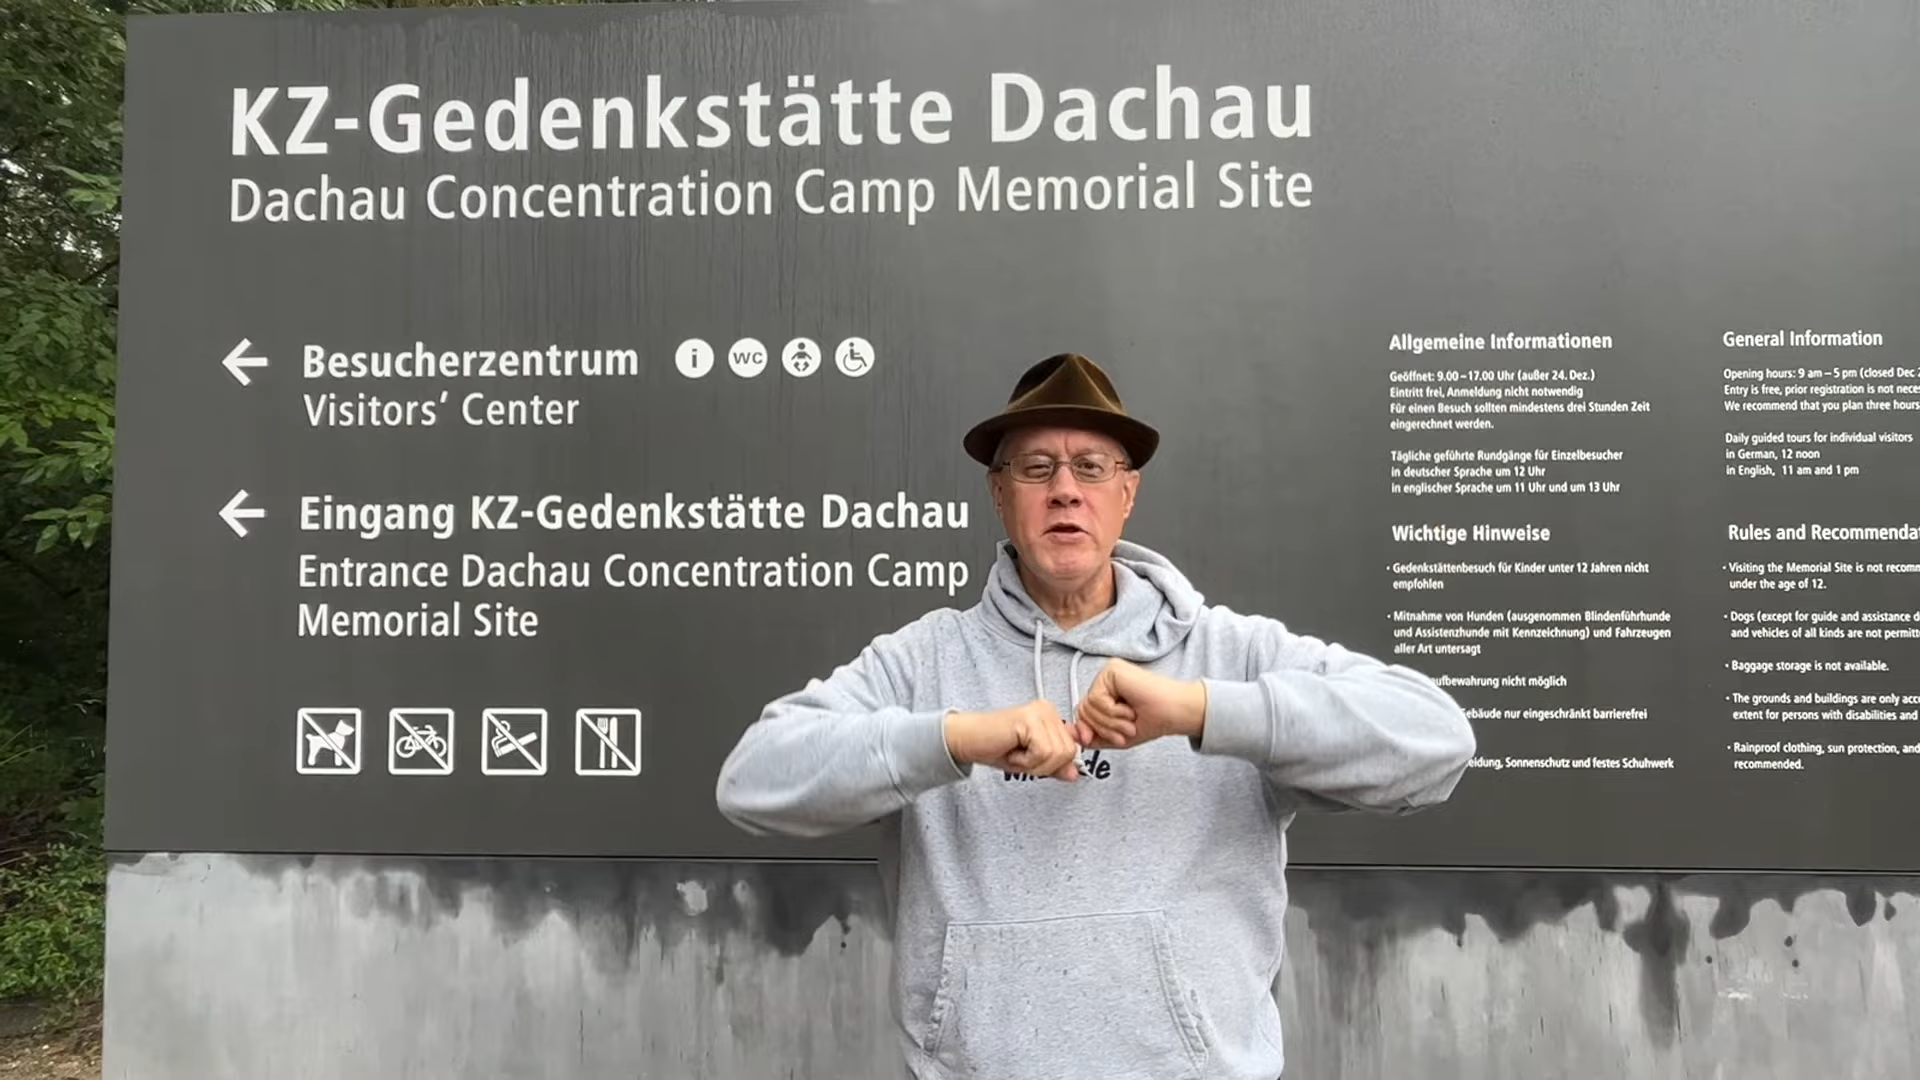 KZ-Gedenkstätte Dachau
Dachau Concentration Camp Memorial Site
Besucherzentrum
i
WC
Visitors' Center
Eingang KZ-Gedenkstätte Dachau
Entrance Dachau Concentration Camp
Memorial Site
Allgemeine Informationen
Geöffnet: 9.00 – 17.00 Uhr (außer 24. Dez.)
Eintritt frei, Anmeldung nicht notwendig
Für einen Besuch sollten mindestens drei Stunden Zeit
eingerechnet werden.
Tägliche geführte Rundgänge für Einzelbesucher
in deutscher Sprache um 12 Uhr
in englischer Sprache um 11 Uhr und um 13 Uhr
Wichtige Hinweise
• Gedenkstättenbesuch für Kinder unter 12 Jahren nicht
empfohlen
• Mitnahme von Hunden (ausgenommen Blindenführhunde
und Assistenzhunde mit Kennzeichnung) und Fahrzeugen
aller Art untersagt
nicht möglich
nur eingeschränkt barrierefrei
Sonnenschutz und festes Schuhwerk
General Information
Opening hours: 9 am – 5 pm (closed Dec
Entry is free, prior registration is not
We recommend that you plan three hours
Daily guided tours for individual visitors
in German, 12 noon
in English, 11 am and 1 pm
Rules and
• Visiting the Memorial Site is not
under the age of 12.
• Dogs (except for guide and assistance
and vehicles of all kinds are not
• Baggage storage is not available.
• The grounds and buildings are only
extent for persons with disabilities and
• Rainproof clothing, sun protection, and
recommended.